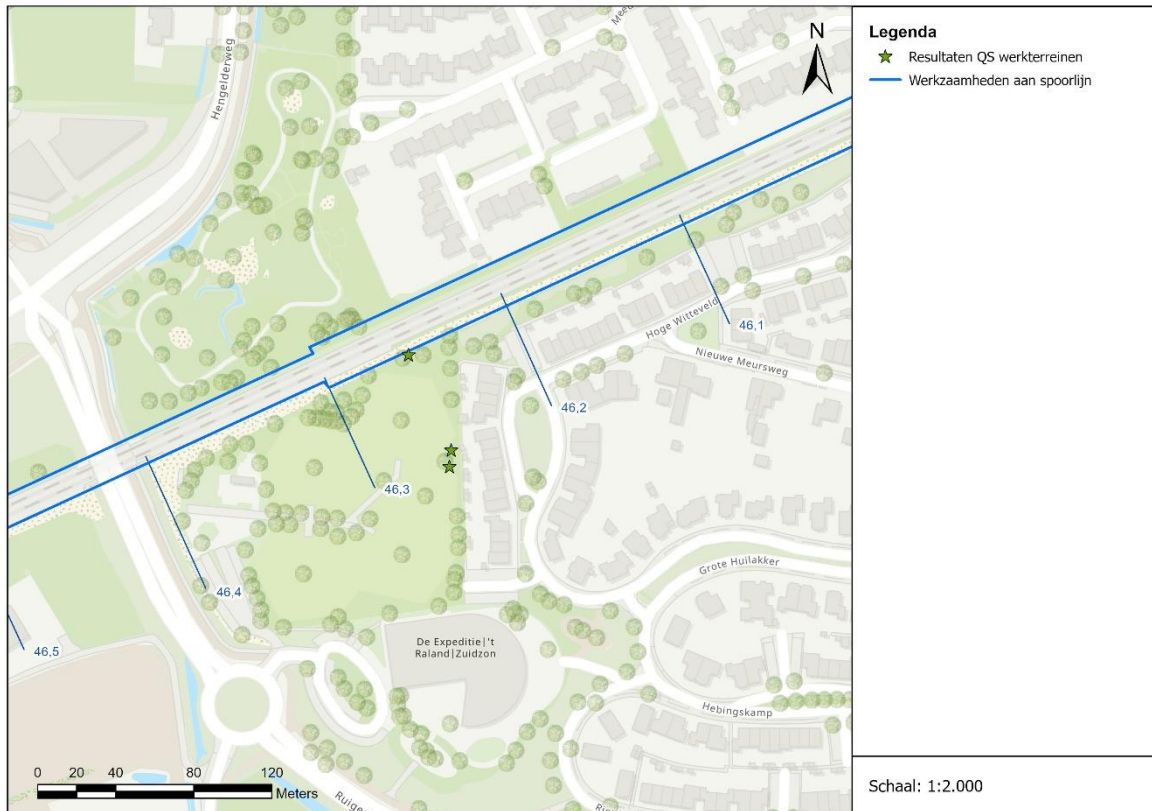 Hengelderweg
N
Hoge Witteveld
46,1
Nieuwe Meursweg
46,2
46,3
Grote Huilakker
46,4
46,5
De Expeditie|'t
Raland|Zuidzon
Hebingskamp
0 20 40 80 120
Meters
Legenda
Resultaten QS werkterreinen
Werkzaamheden aan spoorlijn
Schaal: 1:2.000